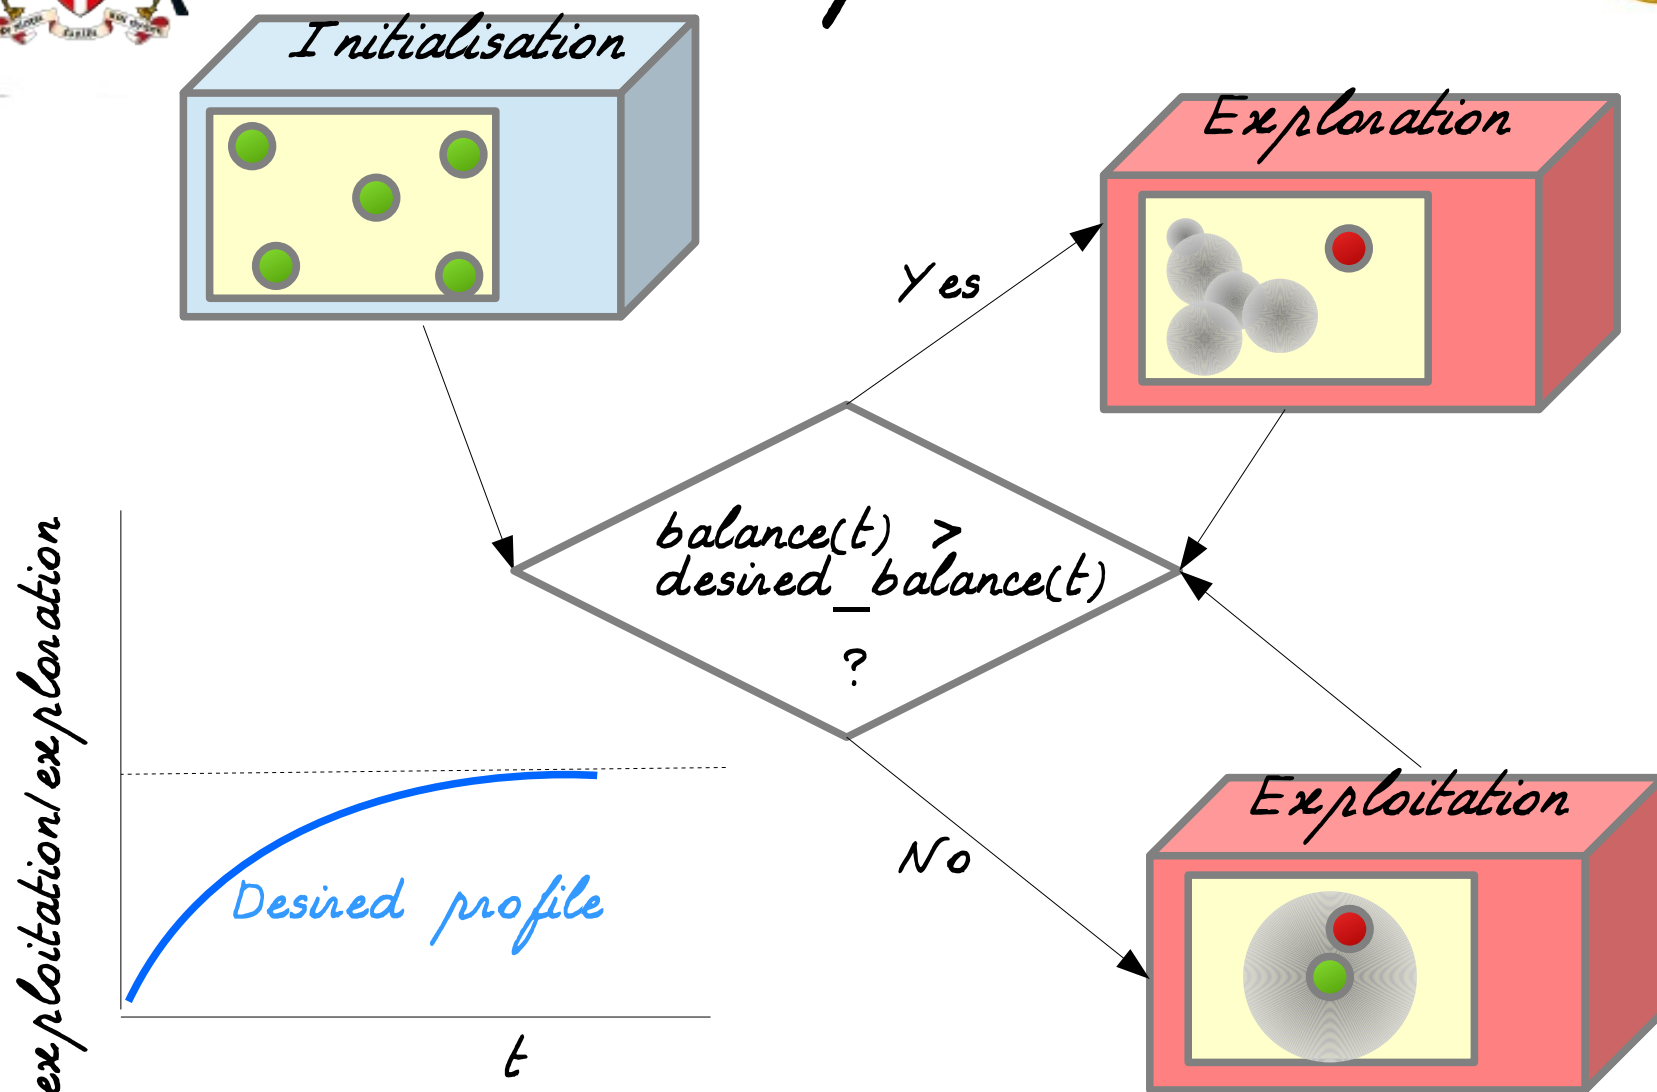 Initialisation
Exploration
Yes
balance(t) >
desired_balance(t)
?
exploitation/exploration
Desired profile
t
No
Exploitation